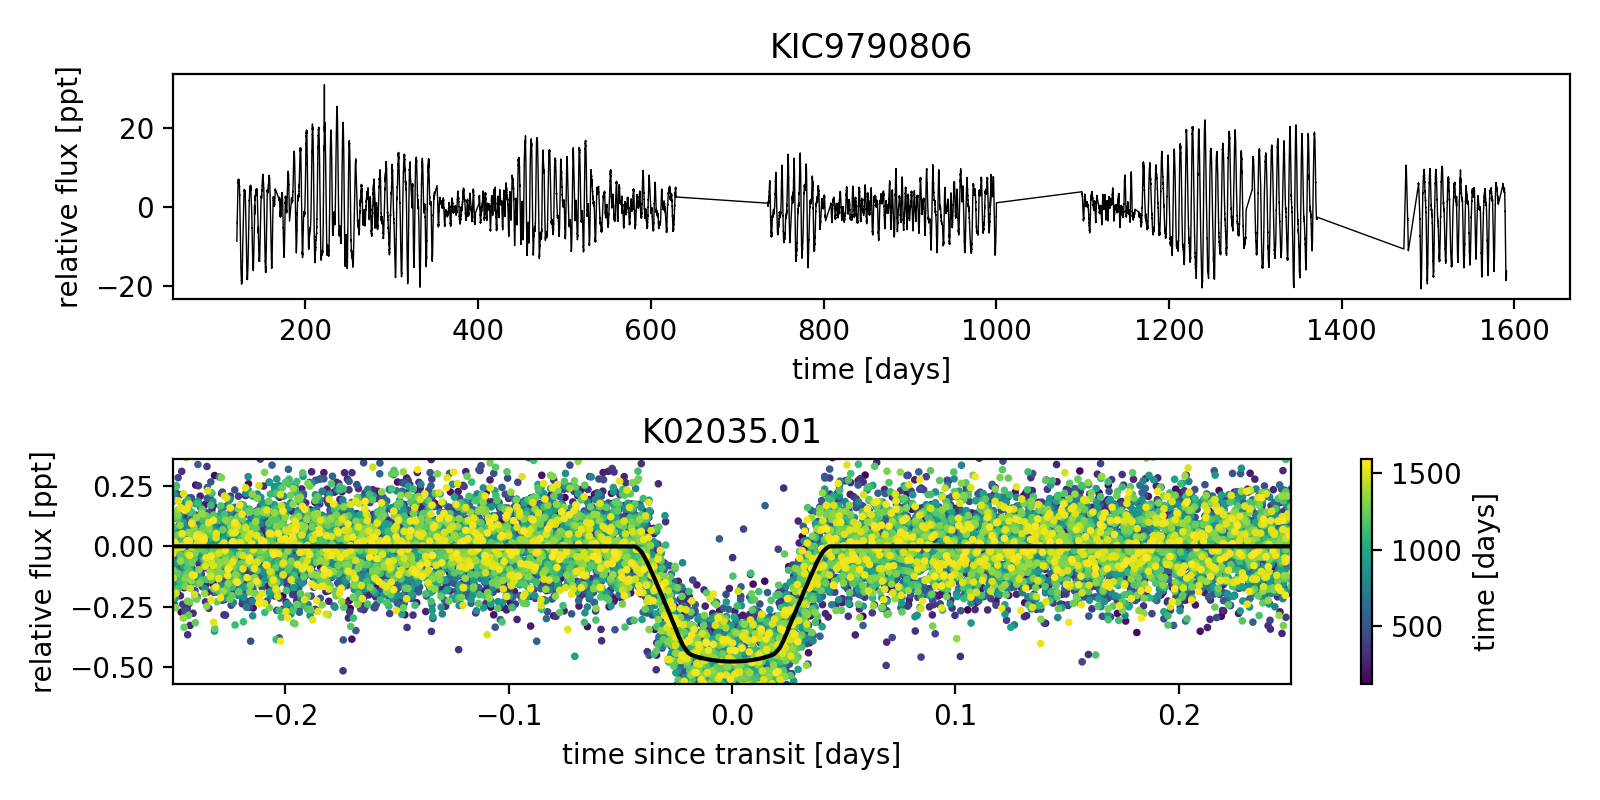 KIC9790806
relative flux [ppt]
20
0
−20
200 400 600 800 1000 1200 1400 1600
time [days]
K02035.01
relative flux [ppt]
0.25
0.00
−0.25
−0.50
−0.2 −0.1 0.0 0.1 0.2
time since transit [days]
1500
1000
500
time [days]